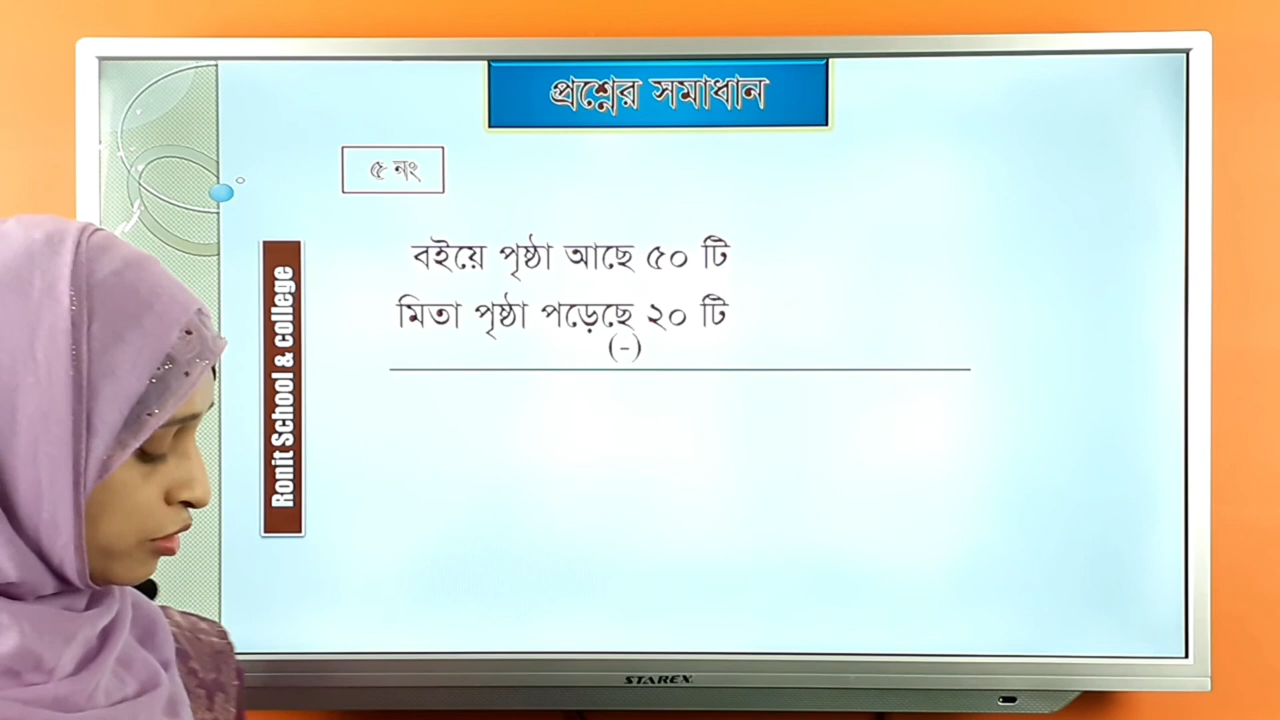 প্রশ্নের সমাধান
৫ নং
বইয়ে পৃষ্ঠা আছে ৫০ টি
মিতা পৃষ্ঠা পড়েছে ২০ টি
(-)
Ronit School & college
STAREX